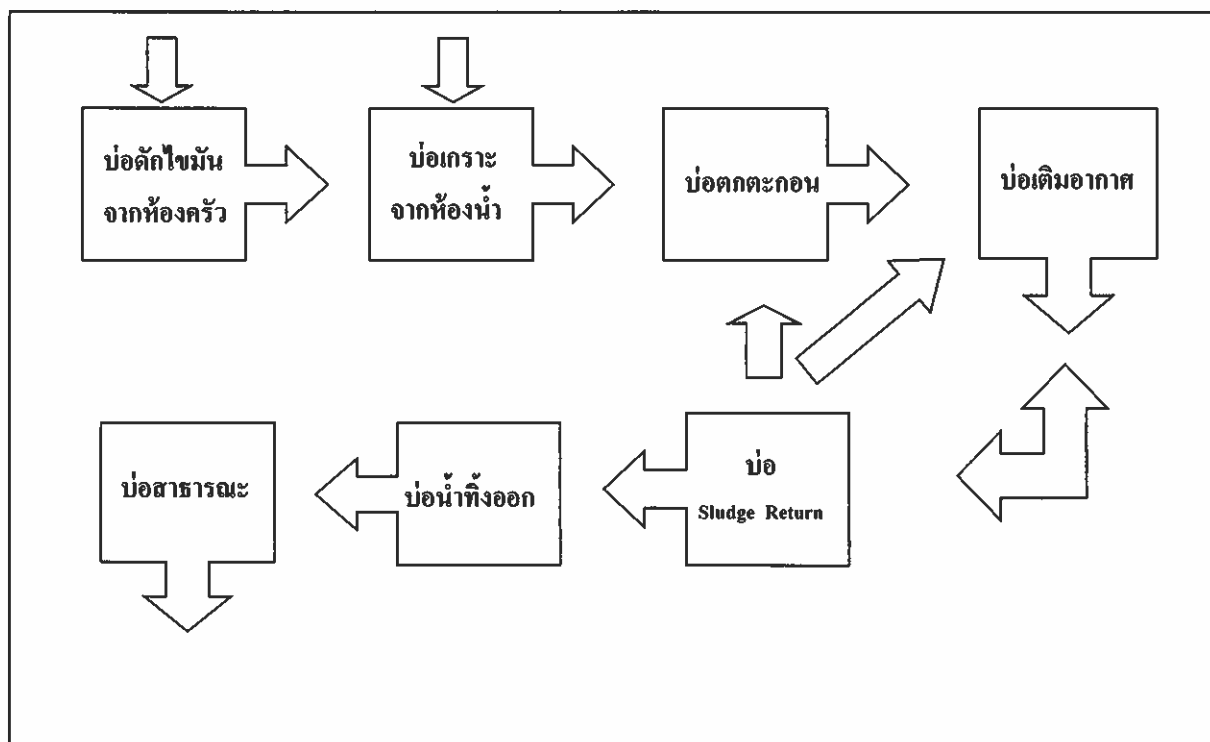 บ่อดักไขมัน
จากห้องครัว
บ่อเกราะ
จากห้องน้ำ
บ่อตกตะกอน
บ่อเติมอากาศ
บ่อสาธารณะ
บ่อน้ำทิ้งออก
บ่อ
Sludge Return